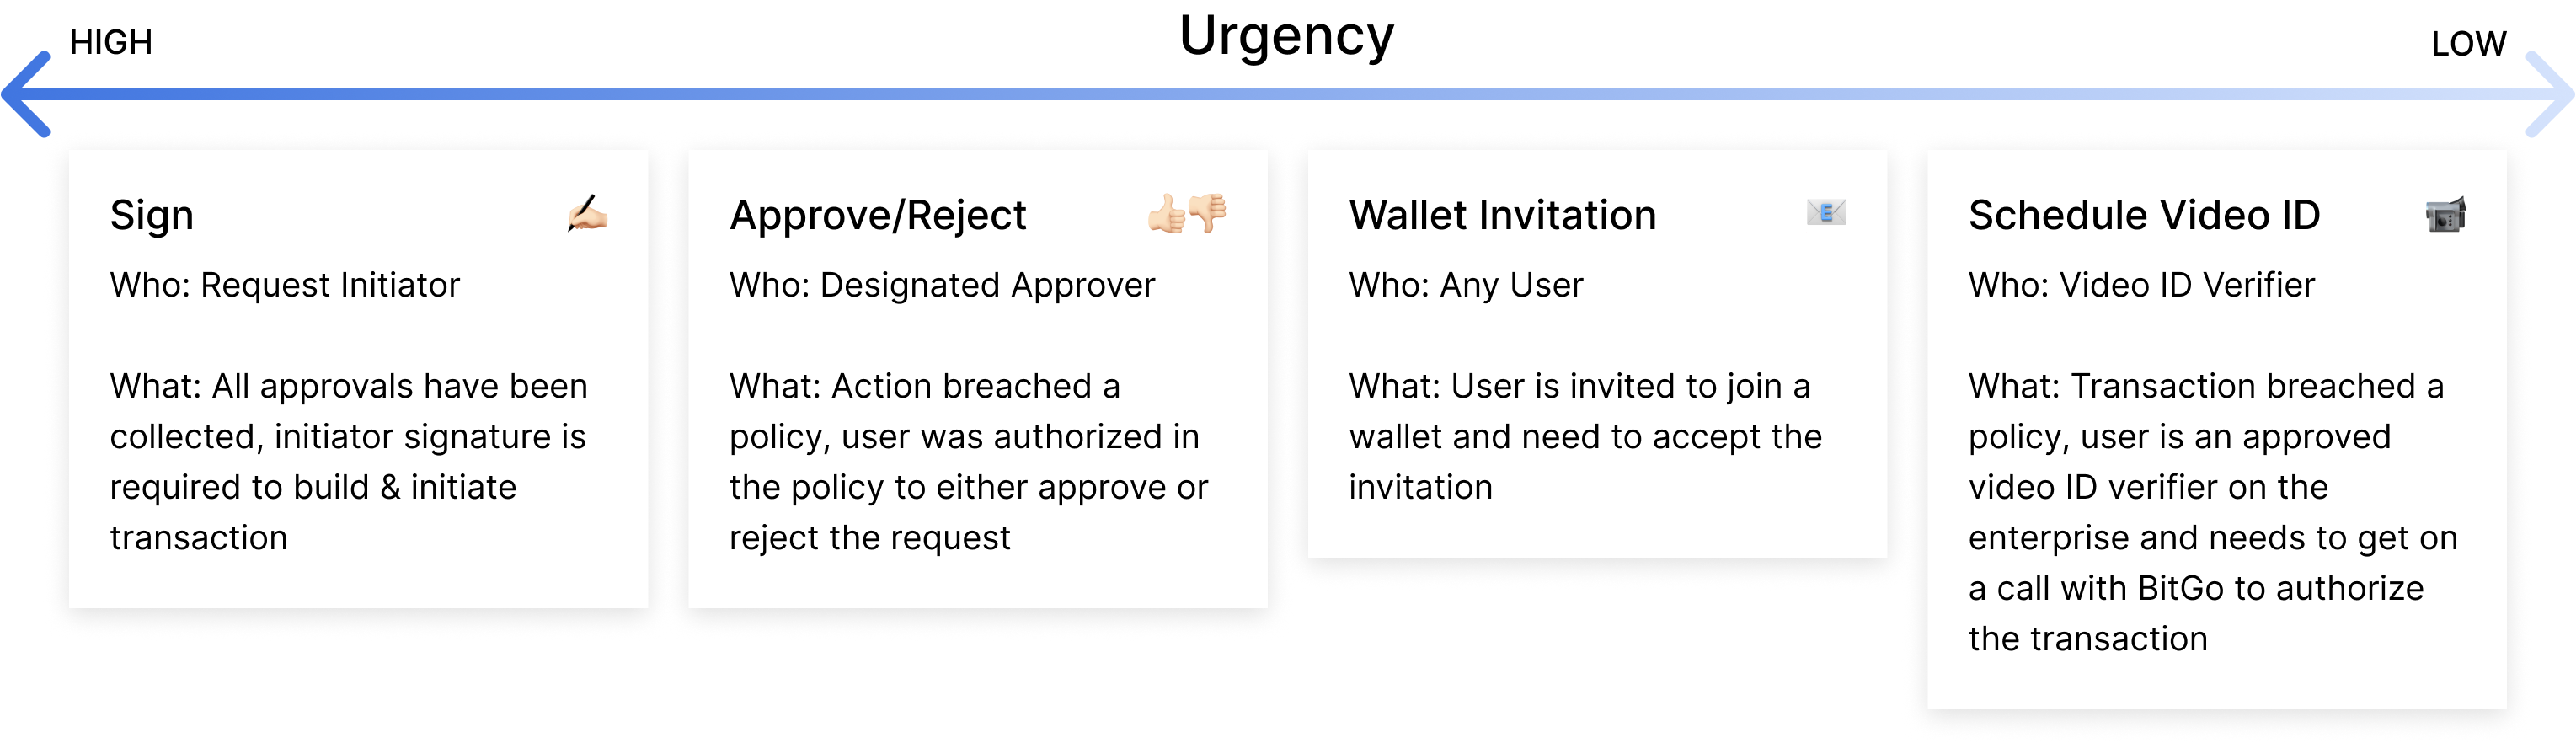 HIGH
Urgency
LOW
Sign
Who: Request Initiator
What: All approvals have been
collected, initiator signature is
required to build & initiate
transaction
Approve/Reject
Who: Designated Approver
What: Action breached a
policy, user was authorized in
the policy to either approve or
reject the request
Wallet Invitation
E
Who: Any User
What: User is invited to join a
wallet and need to accept the
invitation
Schedule Video ID
Who: Video ID Verifier
What: Transaction breached a
policy, user is an approved
video ID verifier on the
enterprise and needs to get on
a call with BitGo to authorize
the transaction